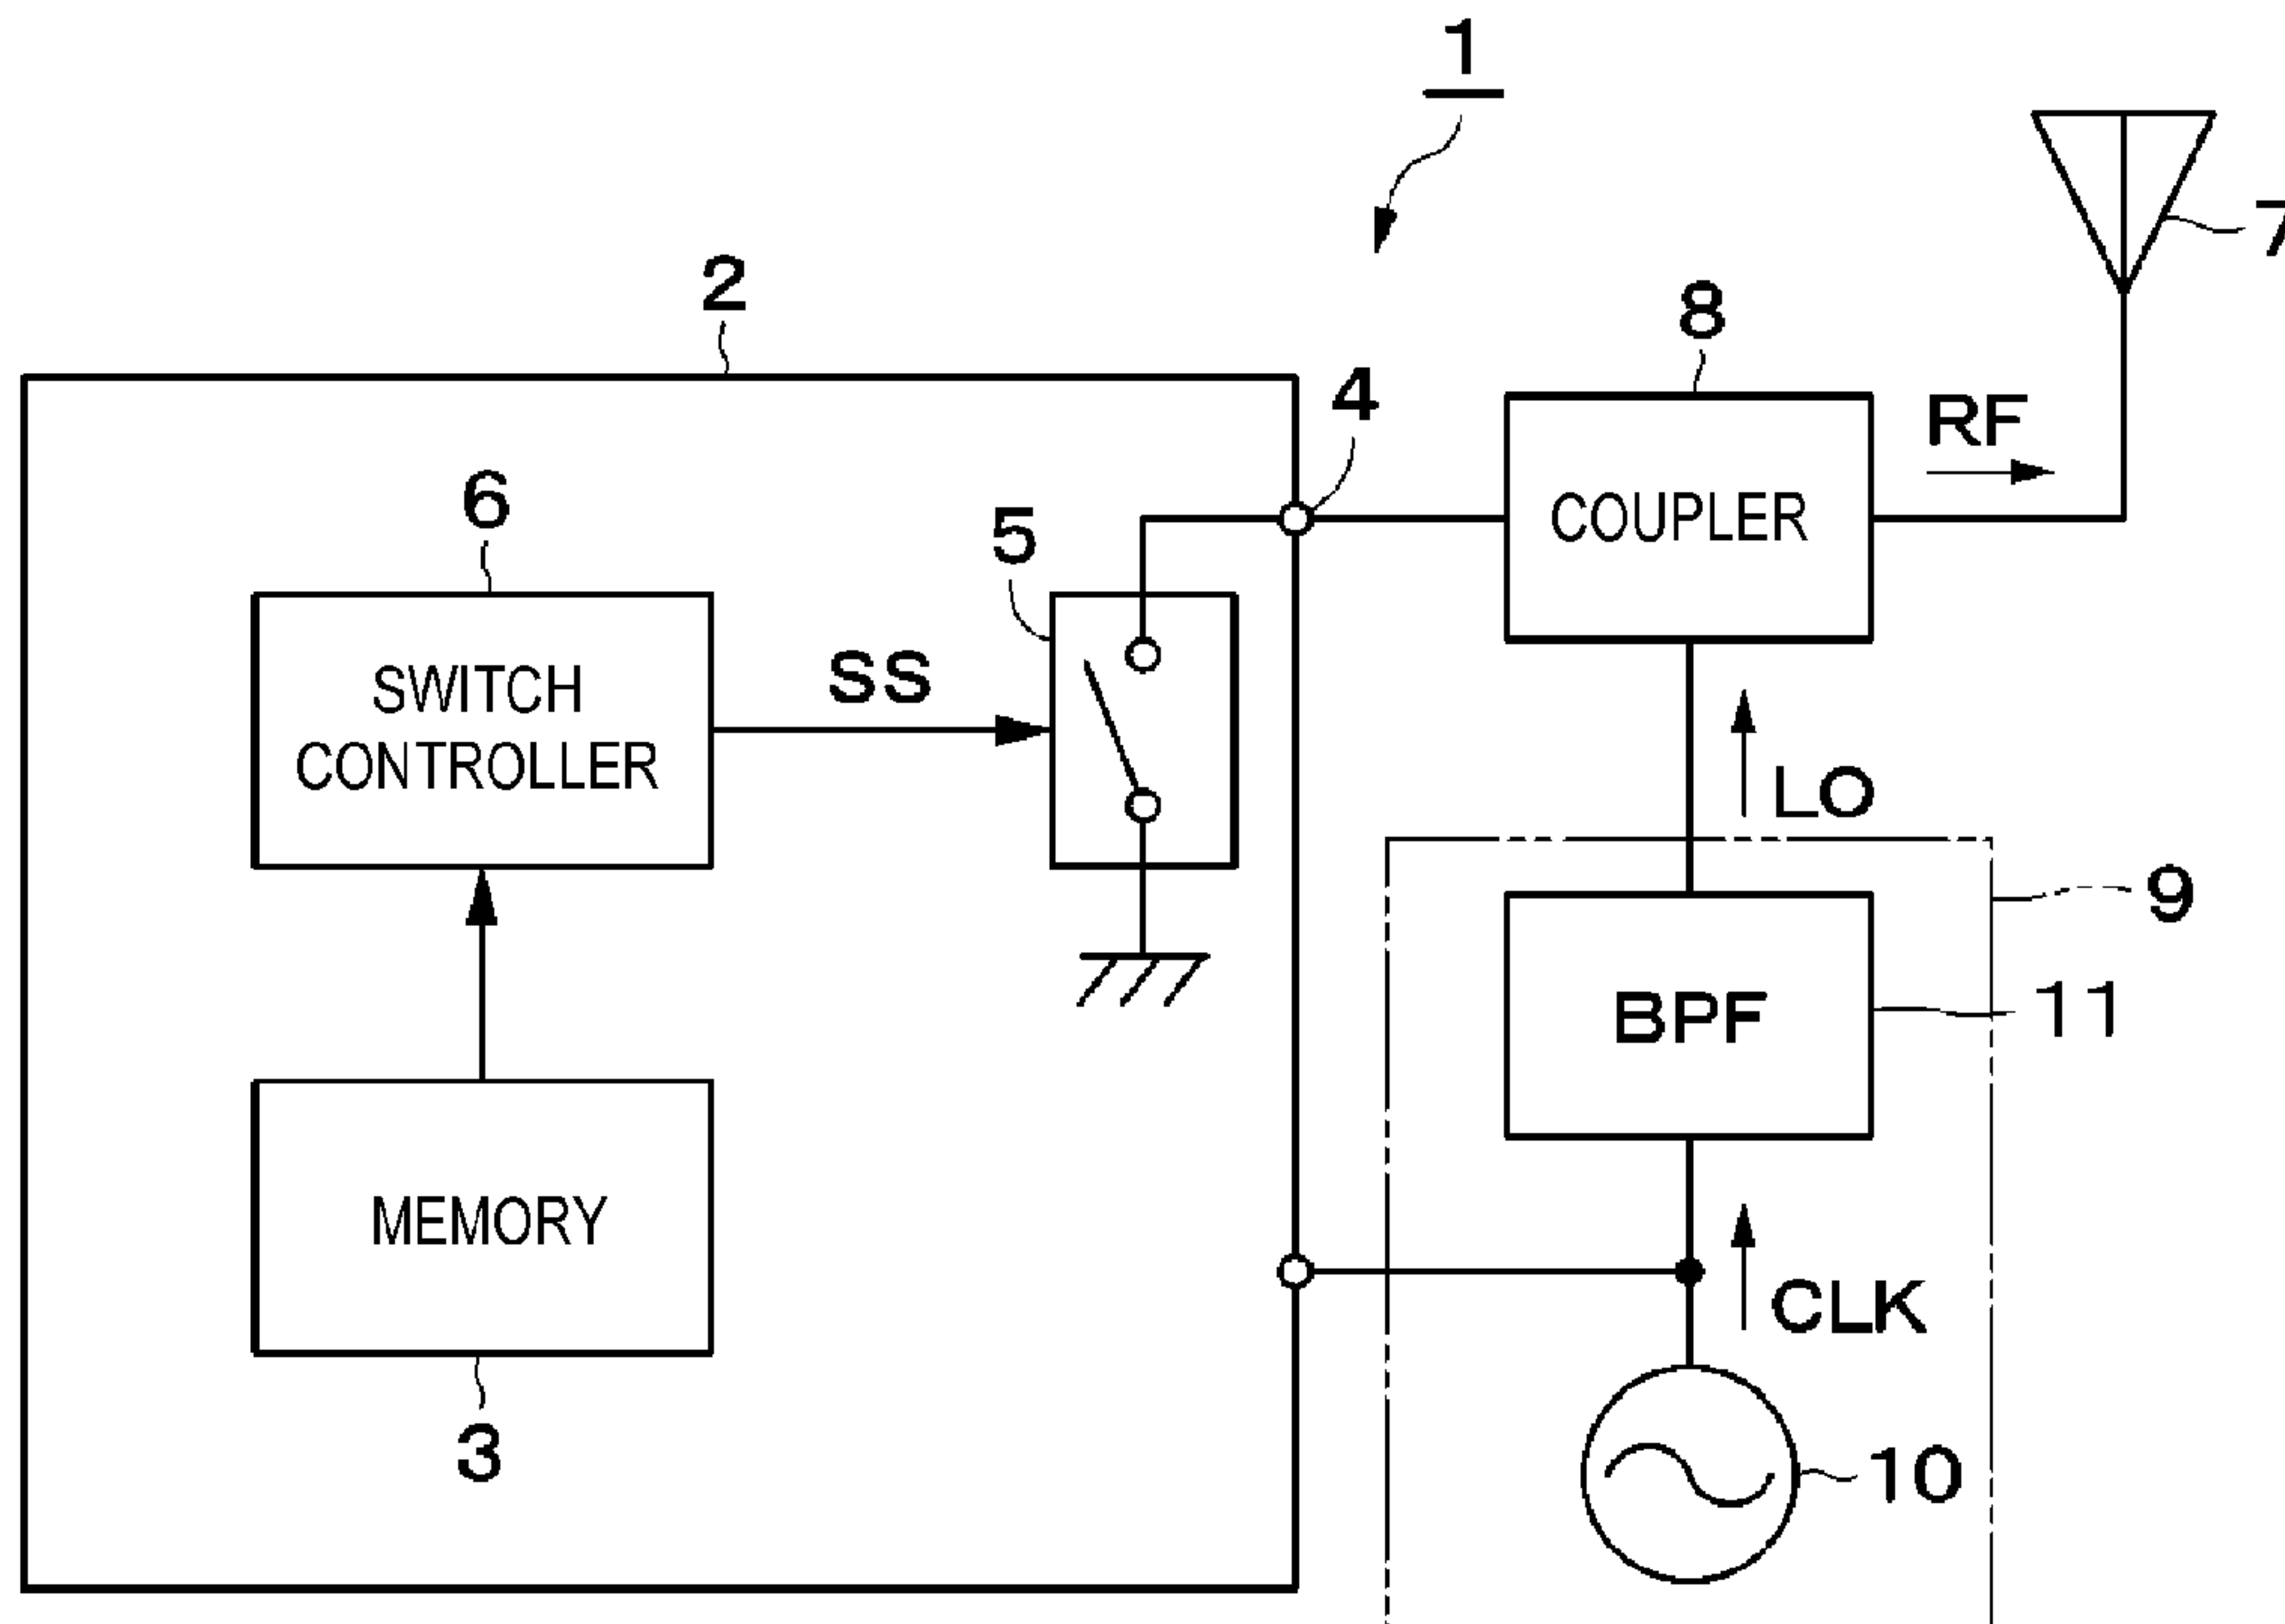 1
7
2
8
4
RF
6
5
COUPLER
SWITCH
CONTROLLER
SS
LO
9
BPF
11
MEMORY
CLK
3
10